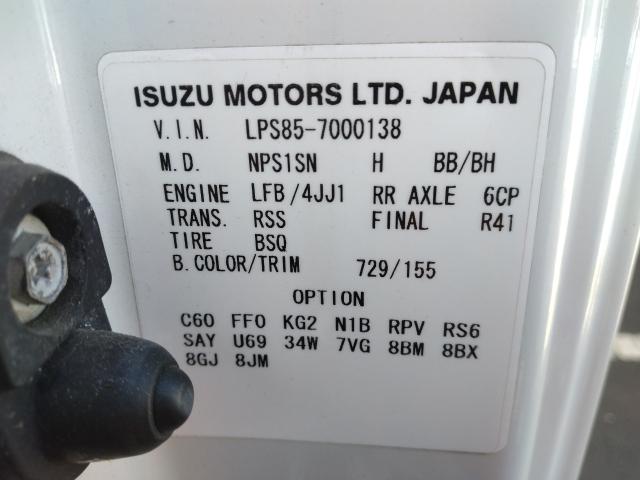 ISUZU MOTORS LTD. JAPAN
V.I.N. LPS85-7000138
M.D. NPS1SN H BB/BH
ENGINE LFB/4JJ1 RR AXLE 6CP
TRANS. RSS FINAL R41
TIRE BSQ
B.COLOR/TRIM 729/155
OPTION
C60 FF0 KG2 N1B RPV RS6
SAY U69 34W 7VG 8BM 8BX
8GJ 8JM